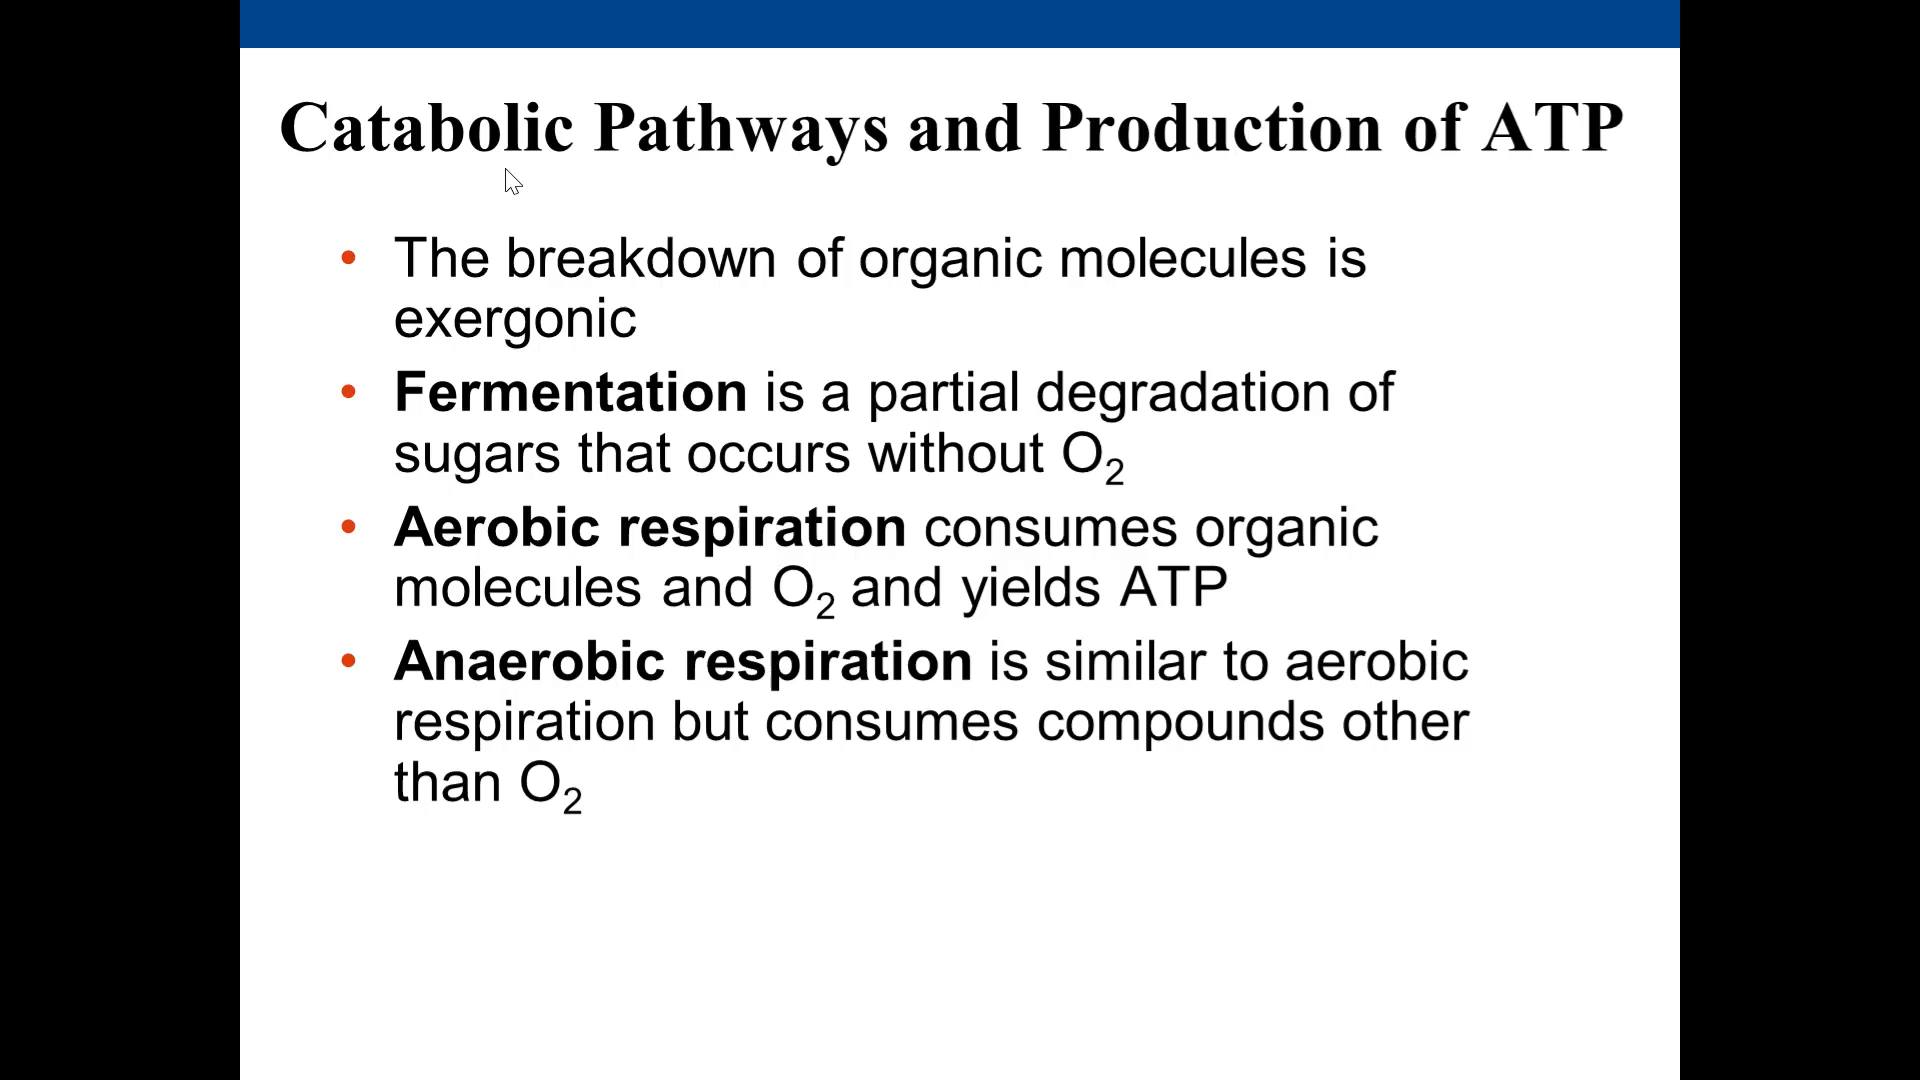 Catabolic Pathways and Production of ATP
• The breakdown of organic molecules is
exergonic
• Fermentation is a partial degradation of
sugars that occurs without O₂
• Aerobic respiration consumes organic
molecules and O₂ and yields ATP
• Anaerobic respiration is similar to aerobic
respiration but consumes compounds other
than O₂